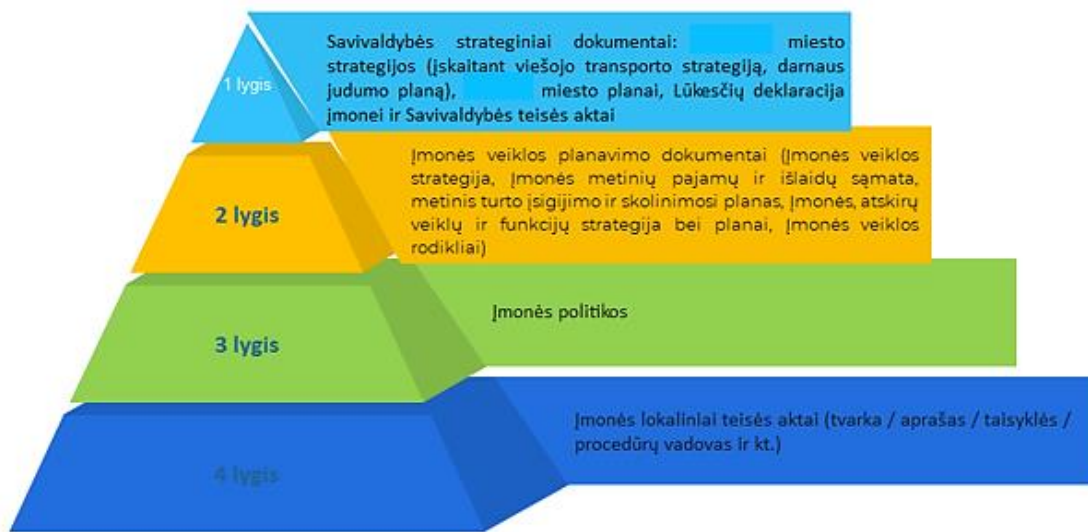 Savivaldybės strateginiai dokumentai: miesto
strategijos (įskaitant viešojo transporto strategiją, darnaus
judumo planą), miesto planai, Lūkesčių deklaracija
įmonei ir Savivaldybės teisės aktai
1 lygis
Įmonės veiklos planavimo dokumentai (Įmonės veiklos
strategija, Įmonės metinių pajamų ir išlaidų sąmata,
metinis turto įsigijimo ir skolinimosi planas, Įmonės, atskirų
veiklų ir funkcijų strategija bei planai, Įmonės veiklos
rodikliai)
2 lygis
Įmonės politikos
3 lygis
Įmonės lokaliniai teisės aktai (tvarka / aprašas / taisyklės /
procedūrų vadovas ir kt.)
4 lygis